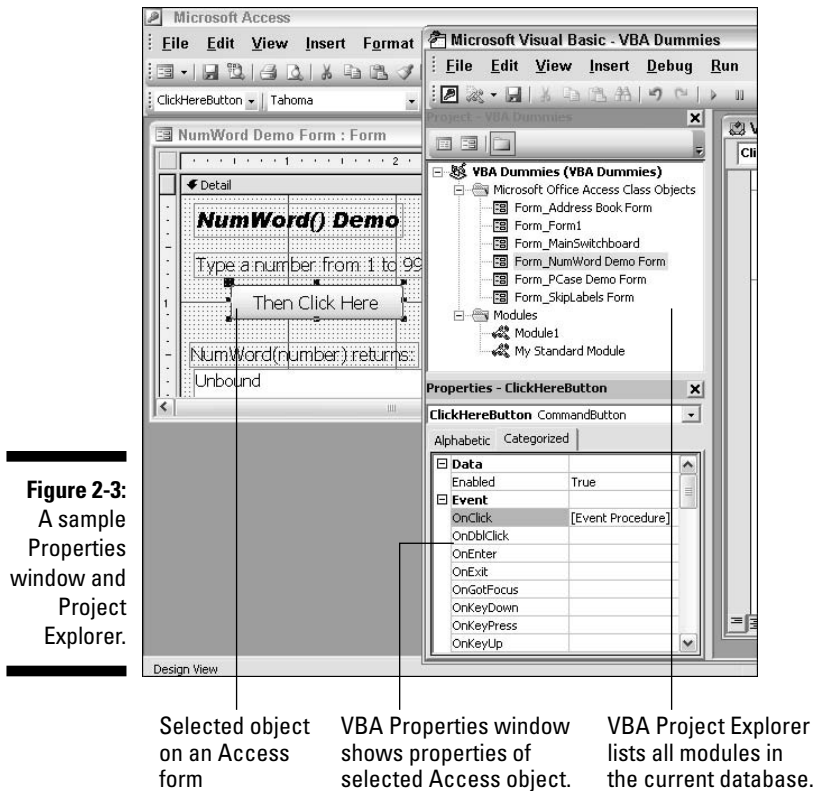 Microsoft Access
File Edit View Insert Format
ClickHereButton Tahoma
NumWord Demo Form : Form
1 2
Detail
NumWord() Demo
Type a number from 1 to 99
1
Then Click Here
NumWord(number) returns:
Unbound
Design View
Microsoft Visual Basic - VBA Dummies
File Edit View Insert Debug Run
Project - VBA Dummies
VBA Dummies (VBA Dummies)
Microsoft Office Access Class Objects
Form_Address Book Form
Form_Form1
Form_MainSwitchboard
Form_NumWord Demo Form
Form_PCase Demo Form
Form_SkipLabels Form
Modules
Module1
My Standard Module
Properties - ClickHereButton
ClickHereButton CommandButton
Alphabetic Categorized
Data
Enabled True
Event
OnClick [Event Procedure]
OnDblClick
OnEnter
OnExit
OnGotFocus
OnKeyDown
OnKeyPress
OnKeyUp
V
Cli
Figure 2-3:
A sample
Properties
window and
Project
Explorer.
Selected object
on an Access
form
VBA Properties window
shows properties of
selected Access object.
VBA Project Explorer
lists all modules in
the current database.